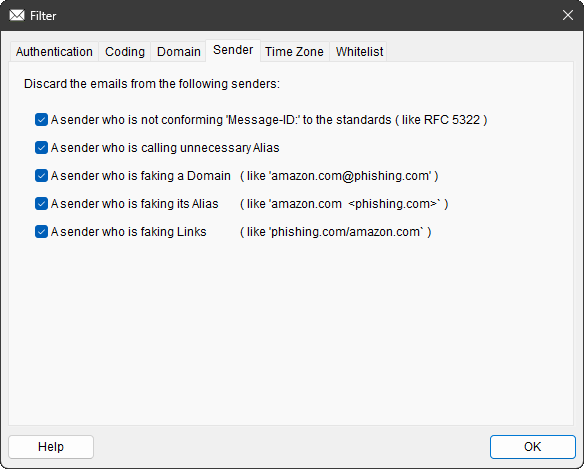 Filter
Authentication Coding Domain Sender Time Zone Whitelist
Discard the emails from the following senders:
A sender who is not conforming 'Message-ID:' to the standards ( like RFC 5322 )
A sender who is calling unnecessary Alias
A sender who is faking a Domain ( like 'amazon.com@phishing.com' )
A sender who is faking its Alias ( like 'amazon.com <phishing.com>` )
A sender who is faking Links ( like 'phishing.com/amazon.com` )
Help OK